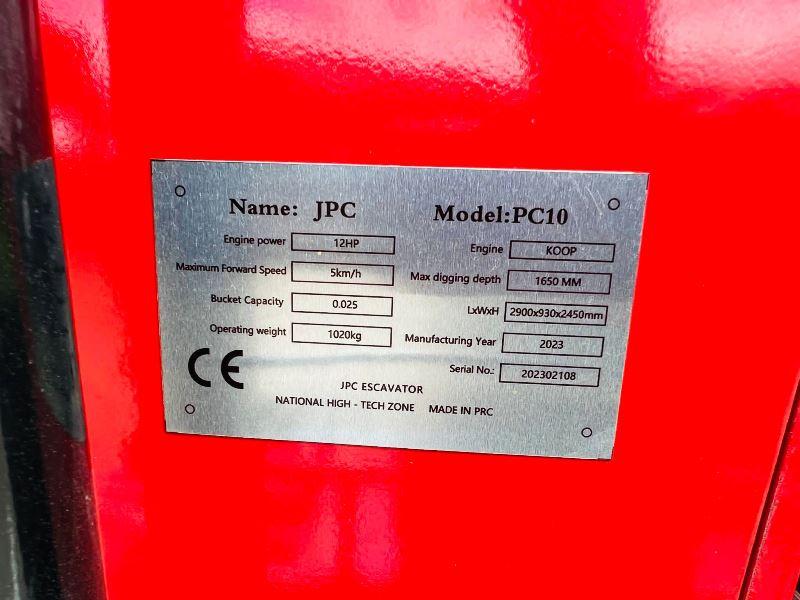 Name: JPC
Model:PC10
Engine power 12HP
Maximum Forward Speed 5km/h
Bucket Capacity 0.025
Operating weight 1020kg
Engine KOOP
Max digging depth 1650 MM
LxWxH 2900x930x2450mm
Manufacturing Year 2023
Serial No.: 202302108
CE
JPC ESCAVATOR
NATIONAL HIGH - TECH ZONE MADE IN PRC